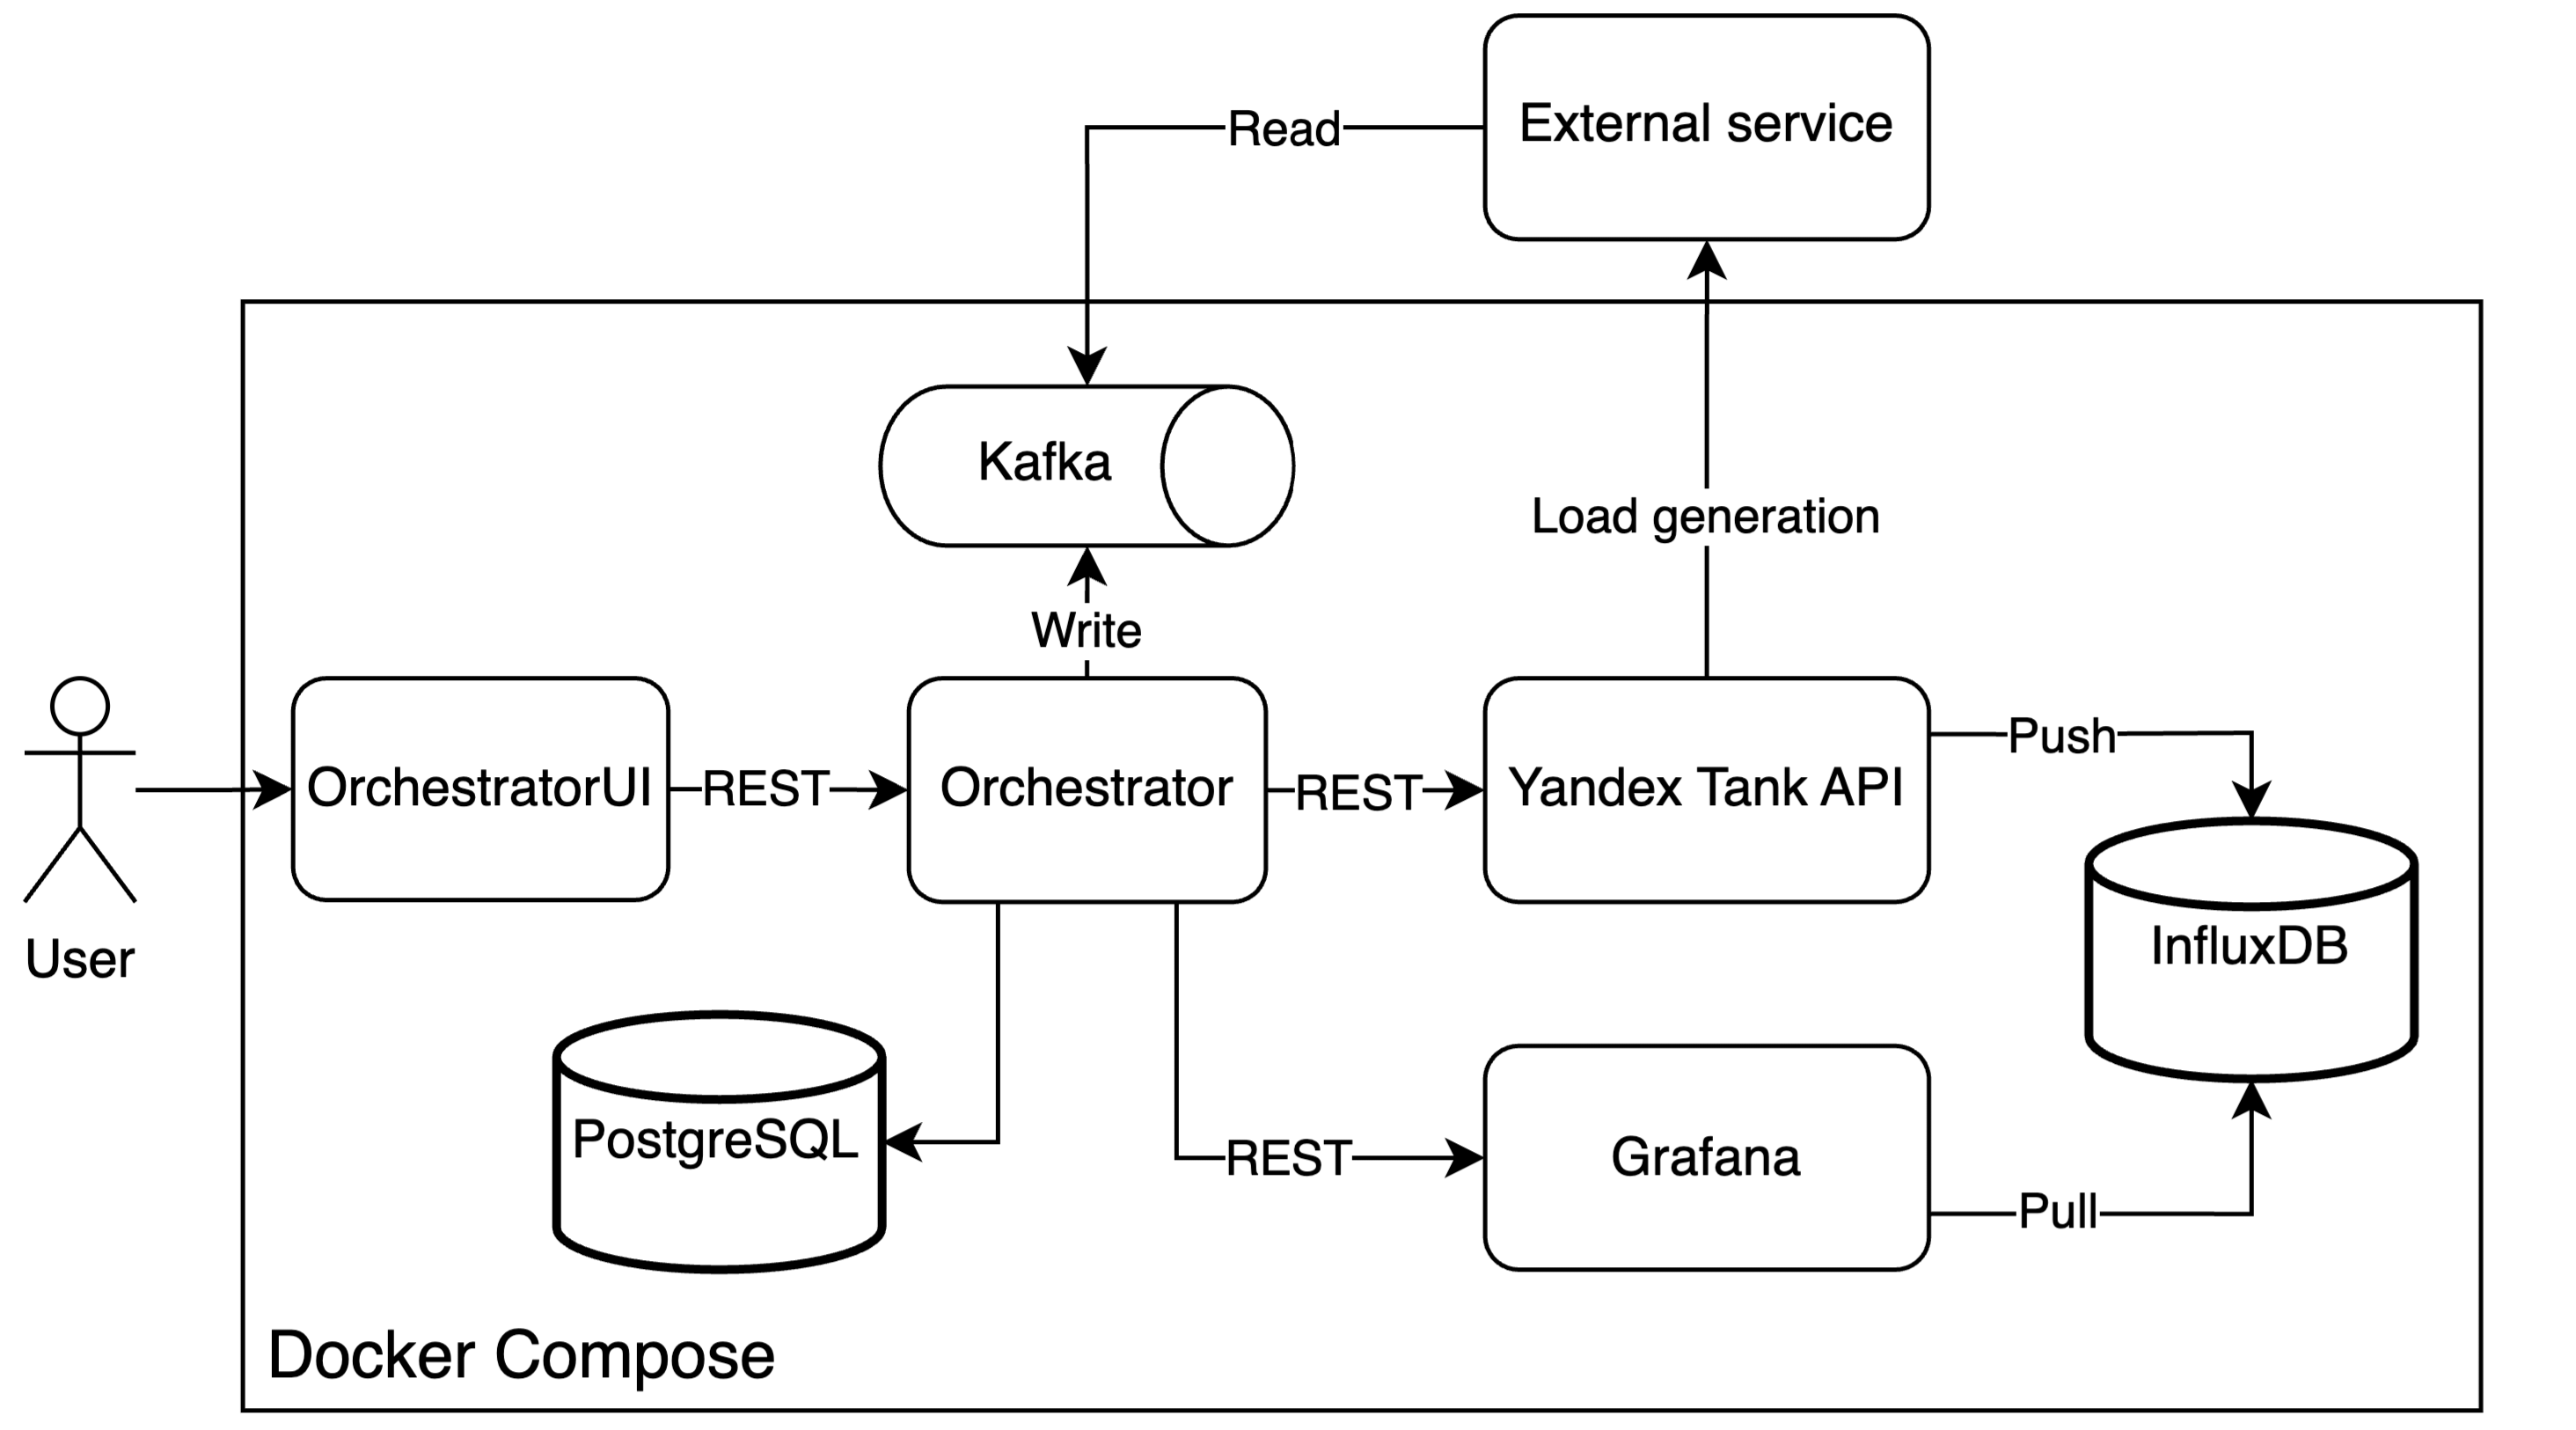 External service
Read
Kafka
Load generation
Write
OrchestratorUI
REST
Orchestrator
REST
Yandex Tank API
Push
User
InfluxDB
PostgreSQL
REST
Grafana
Pull
Docker Compose